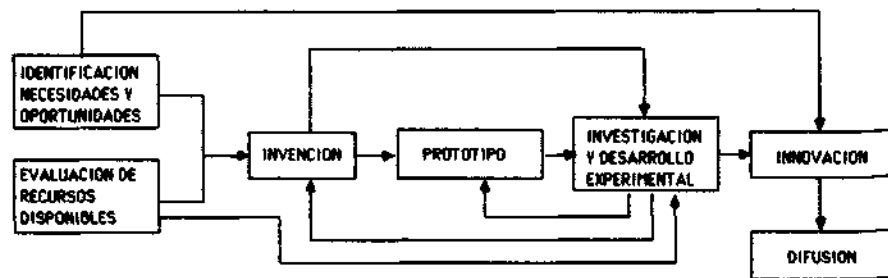 IDENTIFICACION
NECESIDADES Y
OPORTUNIDADES
EVALUACION DE
RECURSOS
DISPONIBLES
INVENCION
PROTOTIPO
INVESTIGACION
Y DESARROLLO
EXPERIMENTAL
INNOVACION
DIFUSION